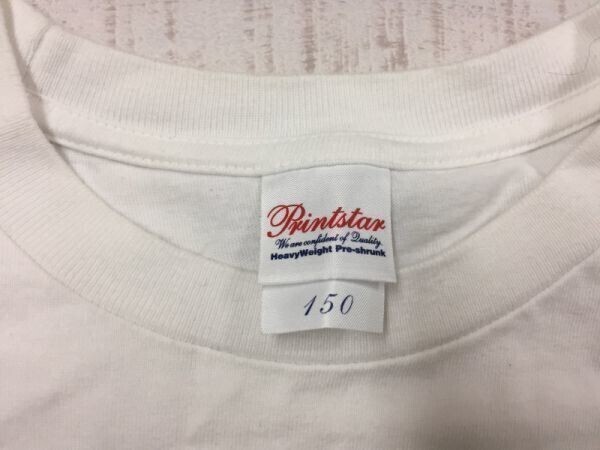 Printstar
We are confident of Quality.
HeavyWeight Pre-shrunk
150